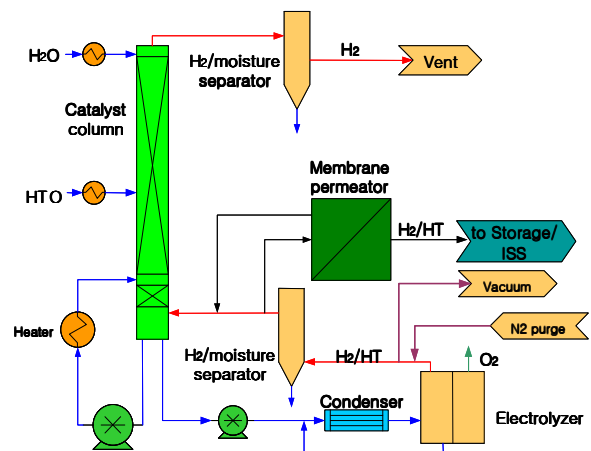 H2O
H2/moisture
separator
H2
Vent
Catalyst
column
Membrane
permeator
HTO
H2/HT
to Storage/
ISS
Vacuum
N2 purge
Heater
H2/moisture
separator
H2/HT
O2
Condenser
Electrolyzer